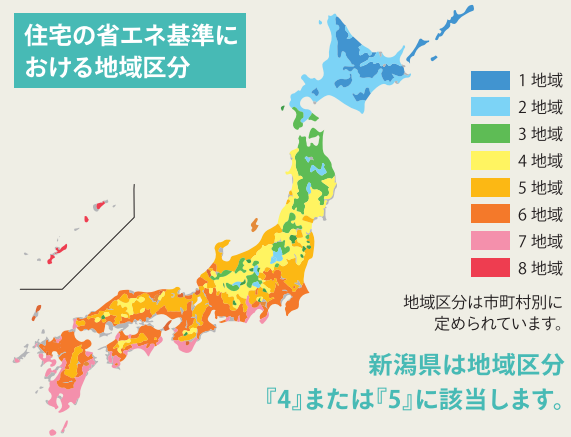 住宅の省エネ基準に
おける地域区分
1 地域
2 地域
3 地域
4 地域
5 地域
6 地域
7 地域
8 地域
地域区分は市町村別に
定められています。
新潟県は地域区分
『4』または『5』に該当します。